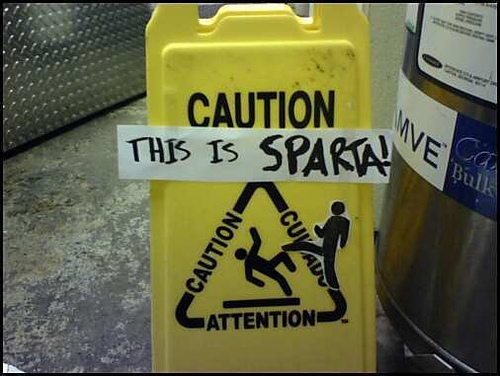 CAUTION
THIS IS SPARTA!
CAUTION
CUIDADO
ATTENTION
MVE
Bulk